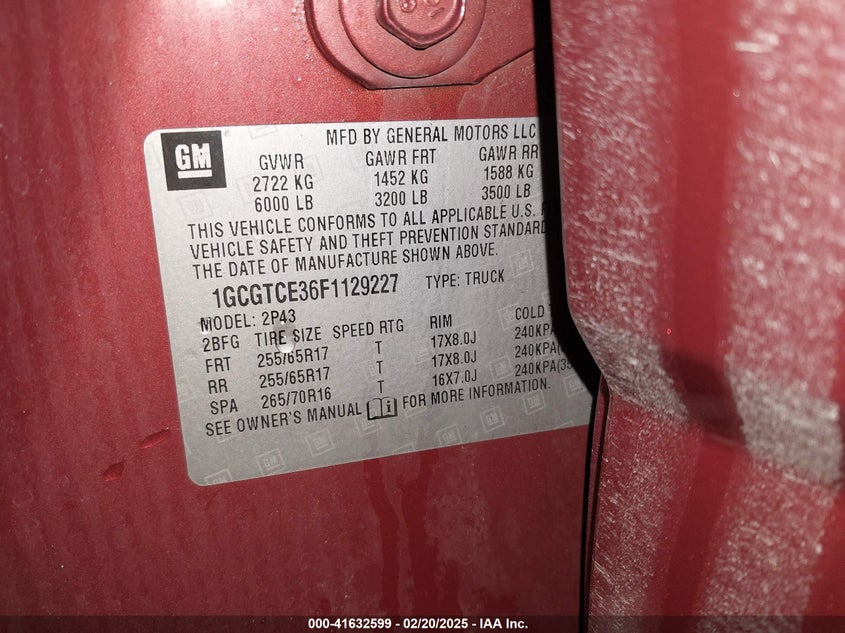 MFD BY GENERAL MOTORS LLC
GM
GVWR GAWR FRT GAWR RR
2722 KG 1452 KG 1588 KG
6000 LB 3200 LB 3500 LB
THIS VEHICLE CONFORMS TO ALL APPLICABLE U.S.
VEHICLE SAFETY AND THEFT PREVENTION STANDARD
THE DATE OF MANUFACTURE SHOWN ABOVE.
1GCGTCE36F1129227 TYPE: TRUCK
MODEL: 2P43
2BFG TIRE SIZE SPEED RTG RIM COLD
FRT 255/65R17 T 17X8.0J 240KPA
RR 255/65R17 T 17X8.0J 240KPA
SPA 265/70R16 T 16X7.0J 240KPA(35
SEE OWNER'S MANUAL FOR MORE INFORMATION.
000-41632599 — 02/20/2025 — IAA Inc.